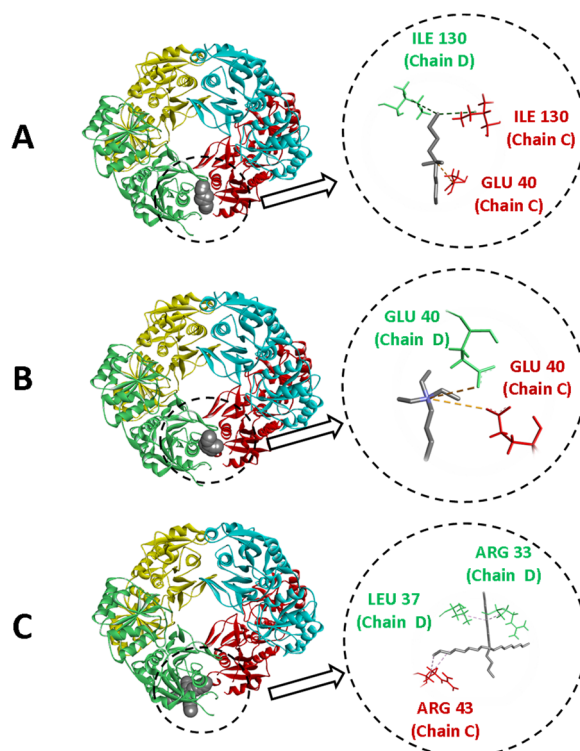 A
ILE 130
(Chain D)
ILE 130
(Chain C)
GLU 40
(Chain C)
B
GLU 40
(Chain D)
GLU 40
(Chain C)
C
ARG 33
(Chain D)
LEU 37
(Chain D)
ARG 43
(Chain C)